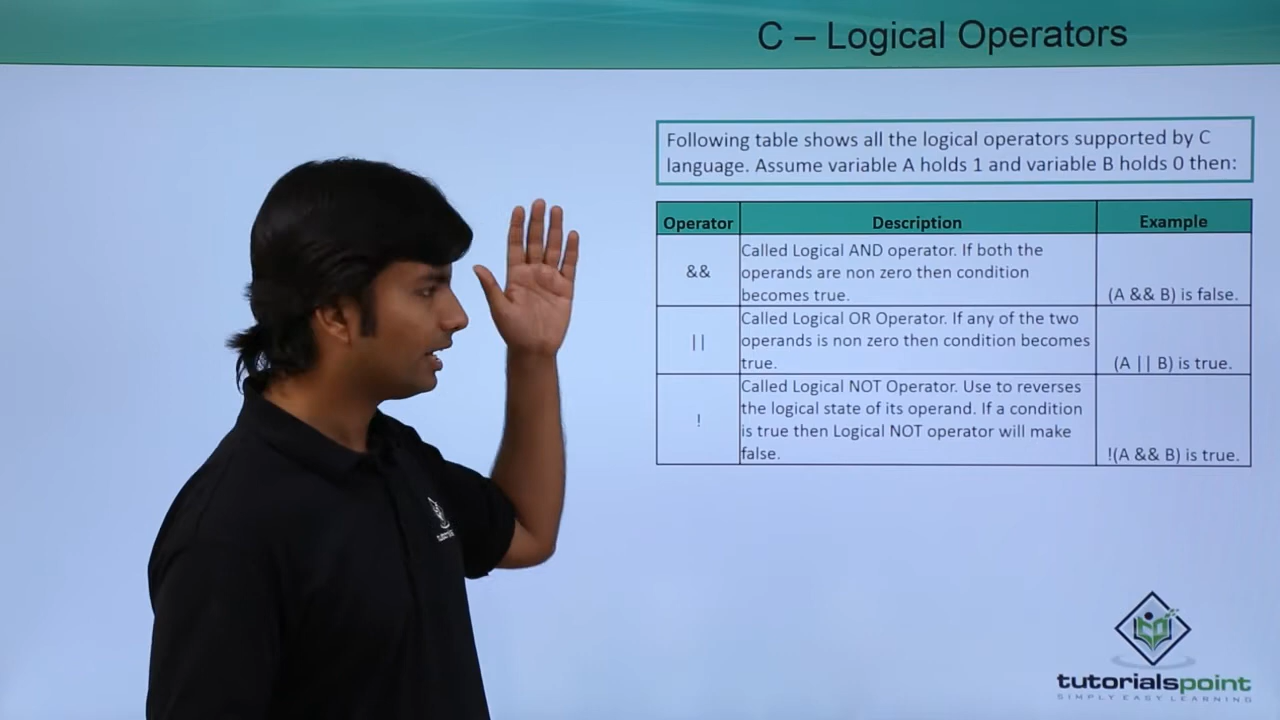 C – Logical Operators
Following table shows all the logical operators supported by C
language. Assume variable A holds 1 and variable B holds 0 then:
Operator Description Example
&& Called Logical AND operator. If both the
operands are non zero then condition
becomes true. (A && B) is false.
|| Called Logical OR Operator. If any of the two
operands is non zero then condition becomes
true. (A || B) is true.
! Called Logical NOT Operator. Use to reverses
the logical state of its operand. If a condition
is true then Logical NOT operator will make
false. !(A && B) is true.
tutorialspoint
SIMPLY EASY LEARNING